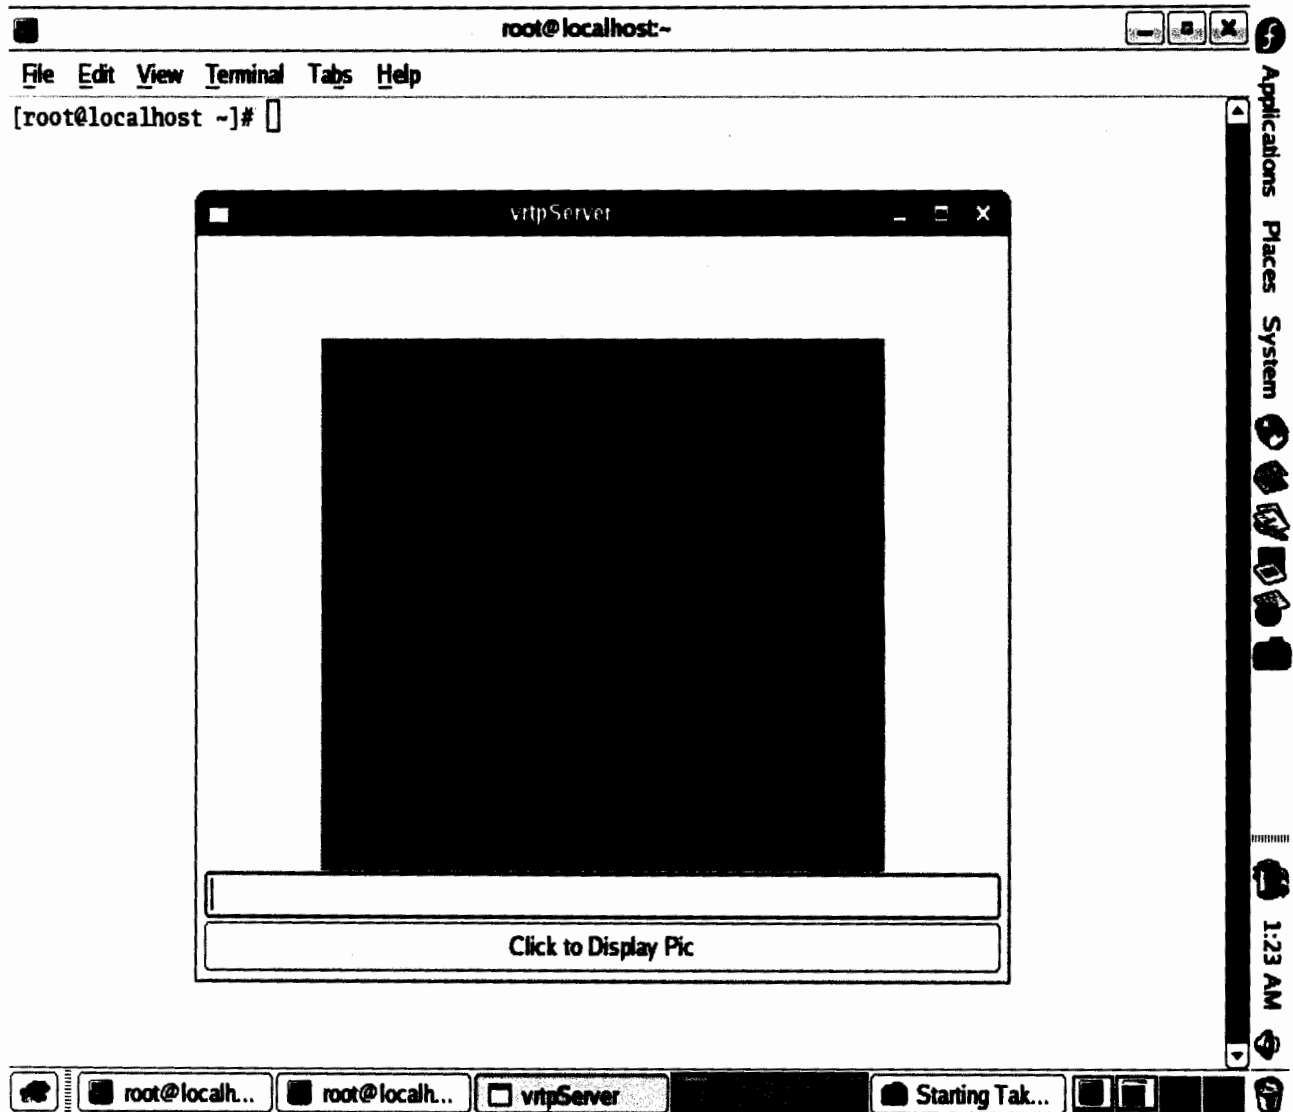 root@localhost:~
File Edit View Terminal Tabs Help
[root@localhost ~]#
vrtpServer
Click to Display Pic
Applications Places System
1:23 AM
root@localh... root@localh... vrtpServer Starting Tak...